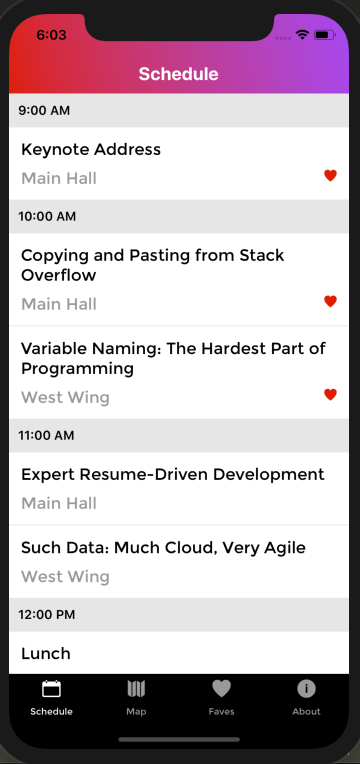 6:03
Schedule
9:00 AM
Keynote Address
Main Hall
10:00 AM
Copying and Pasting from Stack
Overflow
Main Hall
Variable Naming: The Hardest Part of
Programming
West Wing
11:00 AM
Expert Resume-Driven Development
Main Hall
Such Data: Much Cloud, Very Agile
West Wing
12:00 PM
Lunch
Schedule
Map
Faves
About